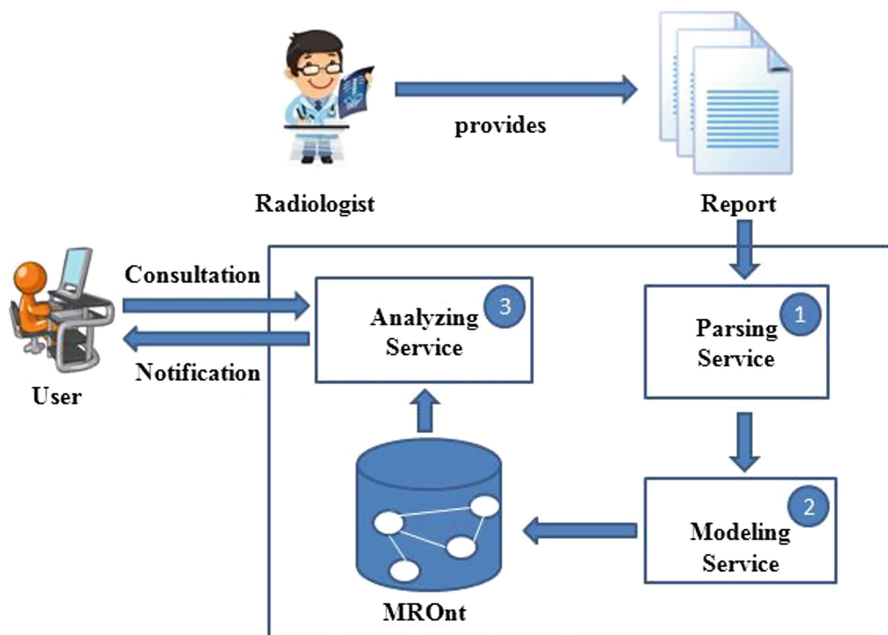 provides
Radiologist
Report
Consultation
Notification
User
Analyzing
Service
3
Parsing
Service
1
Modeling
Service
2
MROnt